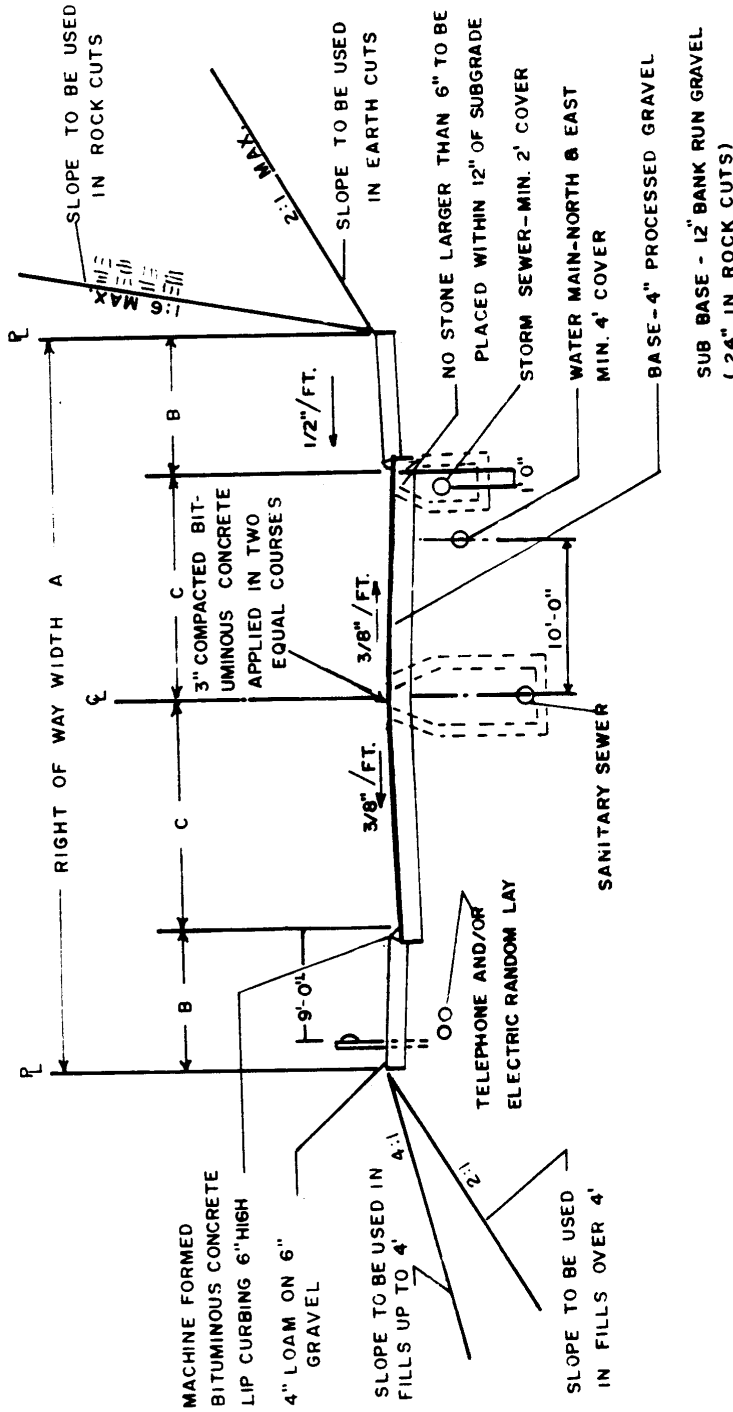 RIGHT OF WAY WIDTH A
PL
CL
PL
B
C
C
B
SLOPE TO BE USED
IN ROCK CUTS
1:6 MAX.
2:1 MAX.
SLOPE TO BE USED
IN EARTH CUTS
1/2"/FT.
3" COMPACTED BIT-
UMINOUS CONCRETE
APPLIED IN TWO
EQUAL COURSES
3/8"/FT.
3/8"/FT.
9'-0"±
MACHINE FORMED
BITUMINOUS CONCRETE
LIP CURBING 6" HIGH
4" LOAM ON 6"
GRAVEL
4:1
2:1
SLOPE TO BE USED IN
FILLS UP TO 4'
SLOPE TO BE USED
IN FILLS OVER 4'
TELEPHONE AND/OR
ELECTRIC RANDOM LAY
SANITARY SEWER
10'-0"
NO STONE LARGER THAN 6" TO BE
PLACED WITHIN 12" OF SUBGRADE
STORM SEWER-MIN. 2' COVER
WATER MAIN-NORTH & EAST
MIN. 4' COVER
BASE-4" PROCESSED GRAVEL
SUB BASE - 12" BANK RUN GRAVEL
(24" IN ROCK CUTS)